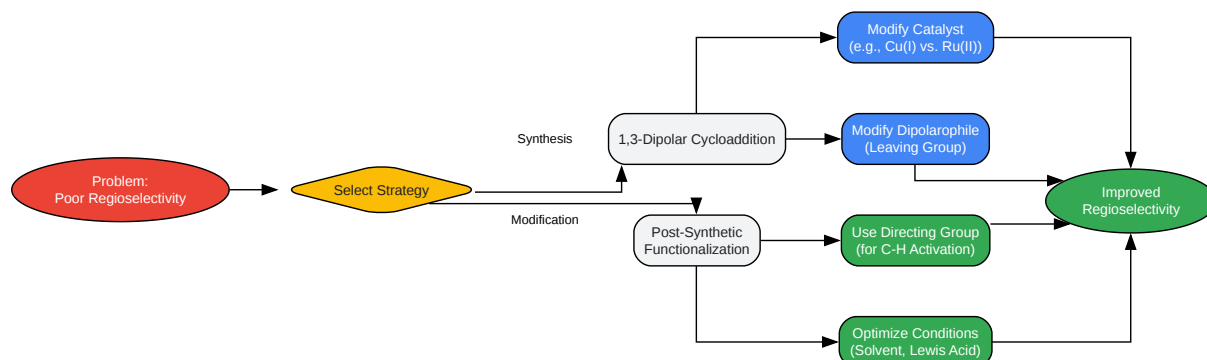 Problem:
Poor Regioselectivity
Select Strategy
Synthesis
Modification
1,3-Dipolar Cycloaddition
Post-Synthetic
Functionalization
Modify Catalyst
(e.g., Cu(I) vs. Ru(II))
Modify Dipolarophile
(Leaving Group)
Use Directing Group
(for C-H Activation)
Optimize Conditions
(Solvent, Lewis Acid)
Improved
Regioselectivity